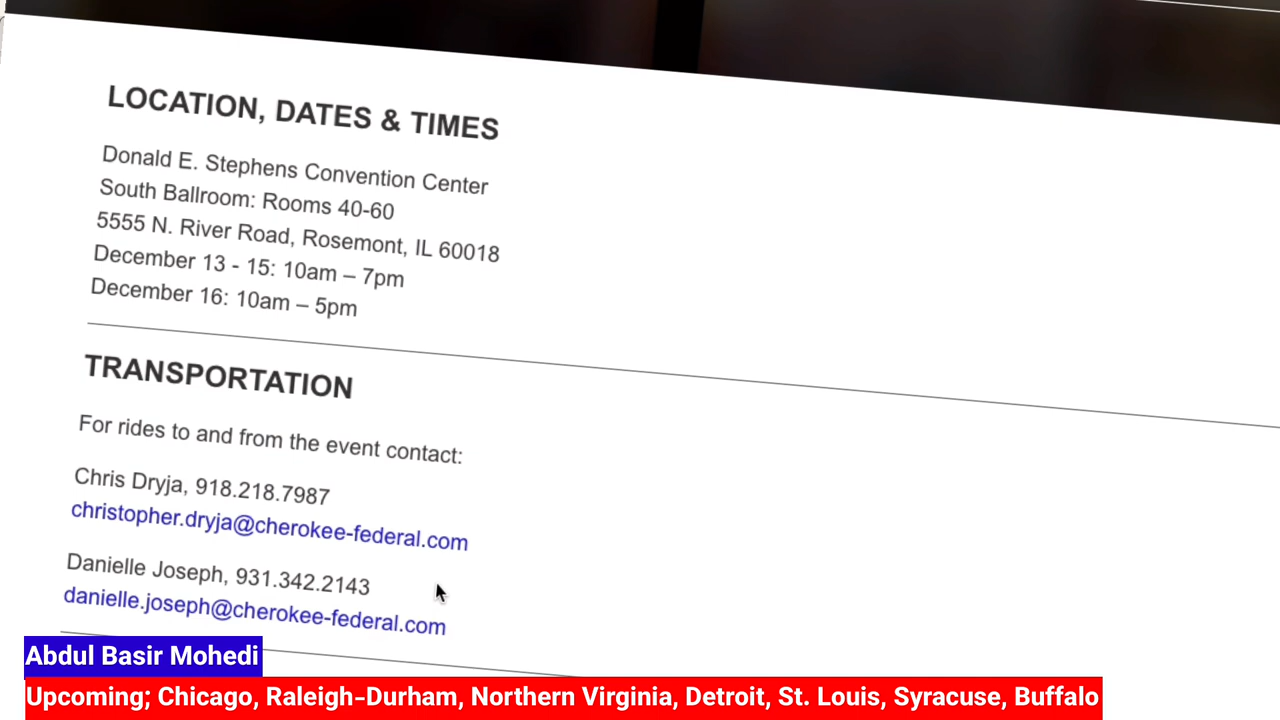 LOCATION, DATES & TIMES
Donald E. Stephens Convention Center
South Ballroom: Rooms 40-60
5555 N. River Road, Rosemont, IL 60018
December 13 - 15: 10am – 7pm
December 16: 10am – 5pm
TRANSPORTATION
For rides to and from the event contact:
Chris Dryja, 918.218.7987
christopher.dryja@cherokee-federal.com
Danielle Joseph, 931.342.2143
danielle.joseph@cherokee-federal.com
Abdul Basir Mohedi
Upcoming; Chicago, Raleigh-Durham, Northern Virginia, Detroit, St. Louis, Syracuse, Buffalo